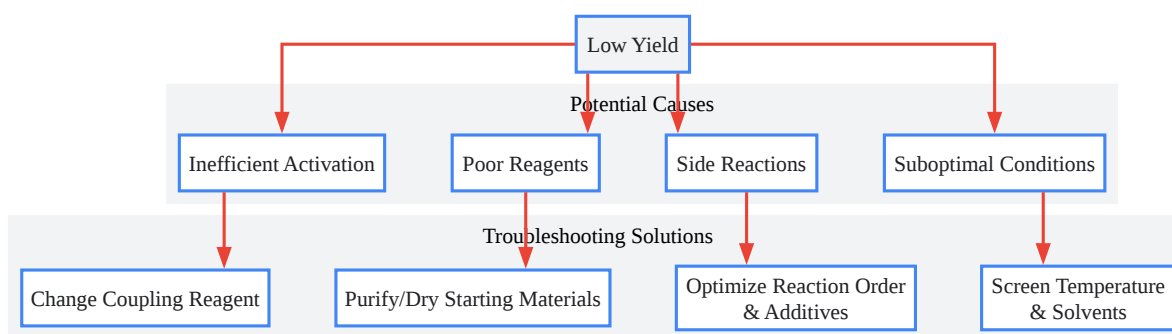 Low Yield
Potential Causes
Inefficient Activation
Poor Reagents
Side Reactions
Suboptimal Conditions
Troubleshooting Solutions
Change Coupling Reagent
Purify/Dry Starting Materials
Optimize Reaction Order
& Additives
Screen Temperature
& Solvents